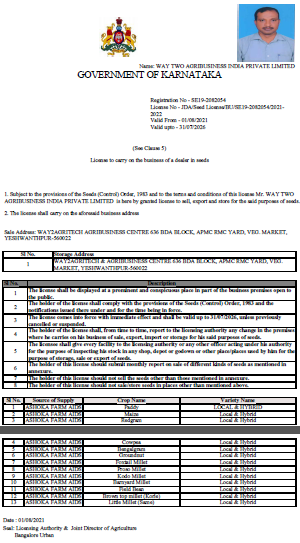 Name: WAY TWO AGRIBUSINESS INDIA PRIVATE LIMITED
GOVERNMENT OF KARNATAKA
Registration No - SE19-2082054
License No - JDA/Seed License/BU/SE19-2082054/2021-
2022
Valid From - 01/08/2021
Valid upto - 31/07/2026
(See Clause 5)
License to carry on the business of a dealer in seeds
1. Subject to the provisions of the Seeds (Control) Order, 1983 and to the terms and conditions of this license Mr. WAY TWO
AGRIBUSINESS INDIA PRIVATE LIMITED is here by granted license to sell, export and store for the said purposes of seeds.
2. The license shall carry on the aforesaid business address
Sale Address: WAY2AGRITECH & AGRIBUSINESS CENTRE 636 BDA BLOCK, APMC RMC YARD, VEG. MARKET,
YESHWANTHPUR-560022
Sl No. Storage Address
1 WAY2AGRITECH & AGRIBUSINESS CENTRE 636 BDA BLOCK, APMC RMC YARD, VEG.
MARKET, YESHWANTHPUR-560022
Sl No. Description
1 The license shall be displayed at a prominent and conspicuous place in part of the business premises open to
the public.
2 The holder of the license shall comply with the provisions of the Seeds (Control) Order, 1983 and the
notifications issued there under and for the time being in force.
3 The license comes into force with immediate effect and shall be valid up to 31/07/2026, unless previously
cancelled or suspended.
4 The holder of the license shall, from time to time, report to the licensing authority any change in the premises
where he carries on his business of sale, export, import or storage for his said purposes of seeds.
5 The licensee shall give every facility to the licensing authority or any other officer acting under his authority
for the purpose of inspecting his stock in any shop, depot or godown or other place/places used by him for the
purpose of storage, sale or export of seeds.
6 The holder of this license should submit monthly report on sale of different kinds of seeds as mentioned in
annexure.
7 The holder of this license should not sell the seeds other than those mentioned in annexure.
8 The holder of this license should not sale/store seeds in places other than mentioned above.
Sl No. Source of Supply Crop Name Variety Name
1 ASHOKA FARM AIDS Paddy LOCAL & HYBRID
2 ASHOKA FARM AIDS Maize Local & Hybrid
3 ASHOKA FARM AIDS Redgram Local & Hybrid
4 ASHOKA FARM AIDS Cowpea Local & Hybrid
5 ASHOKA FARM AIDS Bengalgram Local & Hybrid
6 ASHOKA FARM AIDS Groundnut Local & Hybrid
7 ASHOKA FARM AIDS Foxtail Millet Local & Hybrid
8 ASHOKA FARM AIDS Proso Millet Local & Hybrid
9 ASHOKA FARM AIDS Kodo Millet Local & Hybrid
10 ASHOKA FARM AIDS Barnyard Millet Local & Hybrid
11 ASHOKA FARM AIDS Field Bean Local & Hybrid
12 ASHOKA FARM AIDS Brown top millet (Korle) Local & Hybrid
13 ASHOKA FARM AIDS Little Millet (Same) Local & Hybrid
Date : 01/08/2021
Seal: Licensing Authority & Joint Director of Agriculture
Bangalore Urban